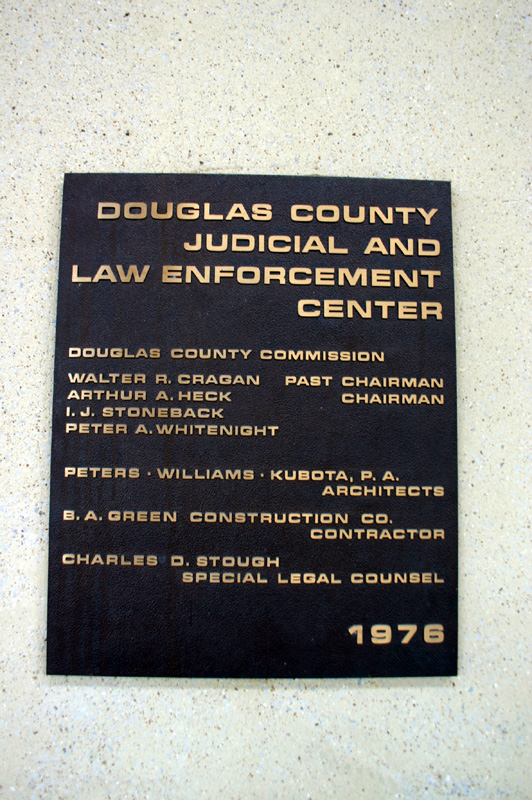 DOUGLAS COUNTY
JUDICIAL AND
LAW ENFORCEMENT
CENTER
DOUGLAS COUNTY COMMISSION
WALTER R. CRAGAN PAST CHAIRMAN
ARTHUR A. HECK CHAIRMAN
I. J. STONEBACK
PETER A. WHITENIGHT
PETERS · WILLIAMS · KUBOTA, P. A.
ARCHITECTS
B. A. GREEN CONSTRUCTION CO.
CONTRACTOR
CHARLES D. STOUGH
SPECIAL LEGAL COUNSEL
1976